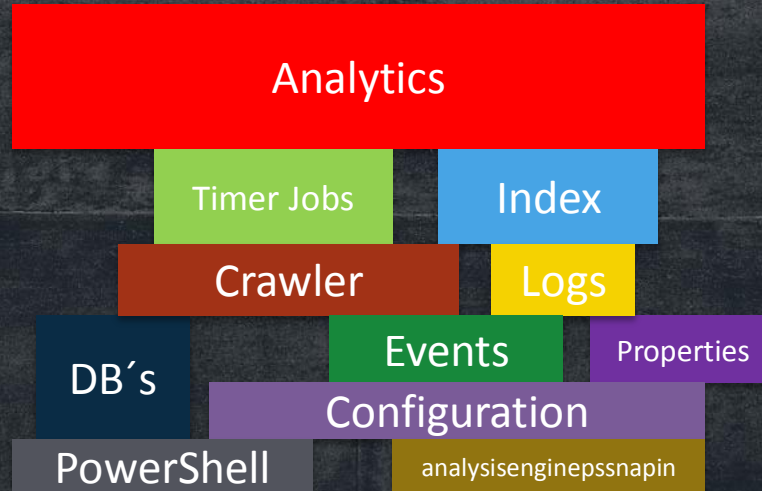 Analytics
Timer Jobs
Index
Crawler
Logs
DB´s
Events
Properties
Configuration
PowerShell
analysisenginepssnapin